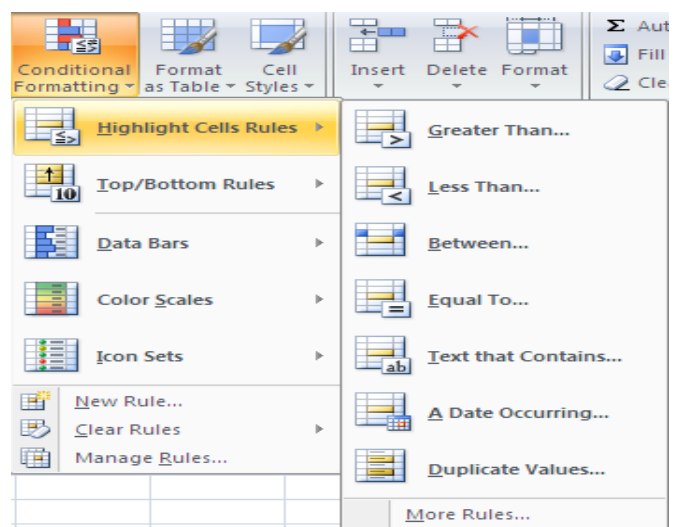 Conditional Formatting
Format as Table
Cell Styles
Insert
Delete
Format
Σ Aut
Fill
Cle
Highlight Cells Rules
Top/Bottom Rules
Data Bars
Color Scales
Icon Sets
New Rule...
Clear Rules
Manage Rules...
Greater Than...
Less Than...
Between...
Equal To...
Text that Contains...
A Date Occurring...
Duplicate Values...
More Rules...